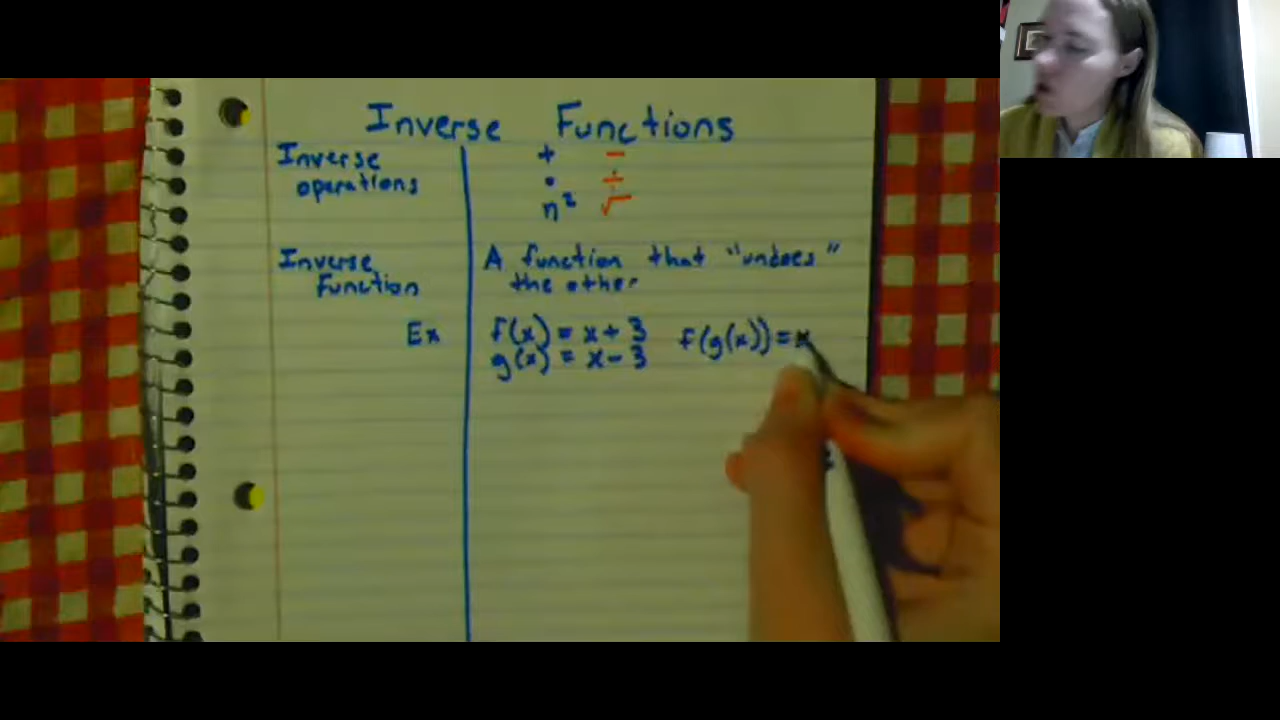 Inverse Functions
Inverse operations
+ −
• ÷
n² √
Inverse Function
A function that "undoes"
the other
Ex
f(x) = x + 3
g(x) = x - 3
f(g(x)) = x